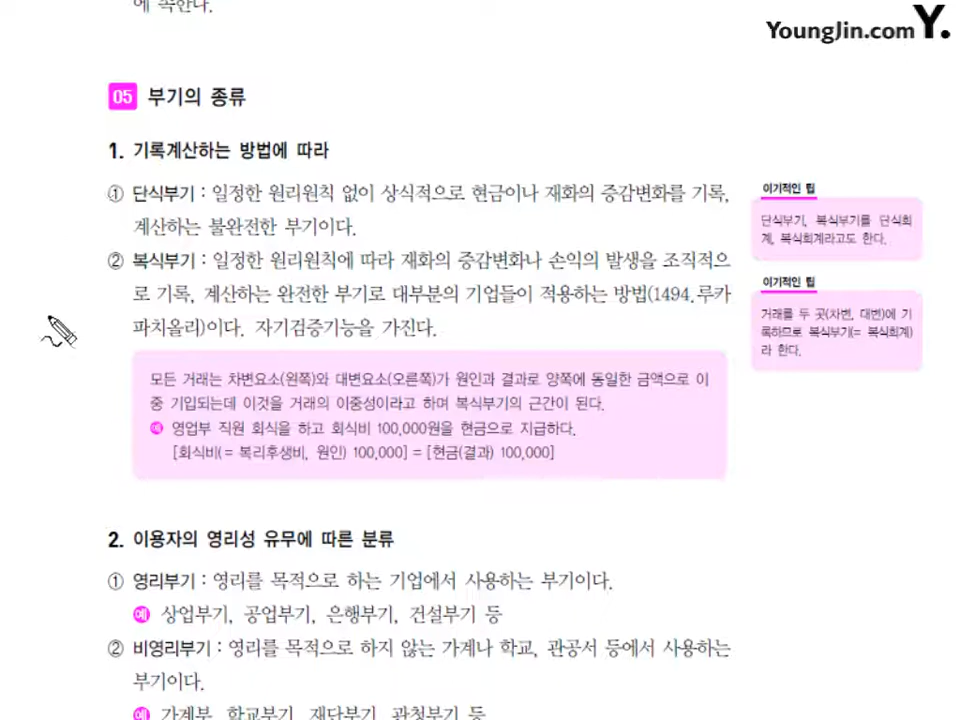 에 속한다.
YoungJin.com Y.
05 부기의 종류
1. 기록계산하는 방법에 따라
① 단식부기 : 일정한 원리원칙 없이 상식적으로 현금이나 재화의 증감변화를 기록,
계산하는 불완전한 부기이다.
② 복식부기 : 일정한 원리원칙에 따라 재화의 증감변화나 손익의 발생을 조직적으
로 기록, 계산하는 완전한 부기로 대부분의 기업들이 적용하는 방법(1494.루카
파치올리)이다. 자기검증기능을 가진다.
이기적인 팁
단식부기, 복식부기를 단식회
계, 복식회계라고도 한다.
이기적인 팁
거래를 두 곳(차변, 대변)에 기
록하므로 복식부기(= 복식회계)
라 한다.
모든 거래는 차변요소(왼쪽)와 대변요소(오른쪽)가 원인과 결과로 양쪽에 동일한 금액으로 이
중 기입되는데 이것을 거래의 이중성이라고 하며 복식부기의 근간이 된다.
예 영업부 직원 회식을 하고 회식비 100,000원을 현금으로 지급하다.
[회식비(= 복리후생비, 원인) 100,000] = [현금(결과) 100,000]
2. 이용자의 영리성 유무에 따른 분류
① 영리부기 : 영리를 목적으로 하는 기업에서 사용하는 부기이다.
예 상업부기, 공업부기, 은행부기, 건설부기 등
② 비영리부기 : 영리를 목적으로 하지 않는 가계나 학교, 관공서 등에서 사용하는
부기이다.
예 가계부, 학교부기, 재단부기, 관청부기 등